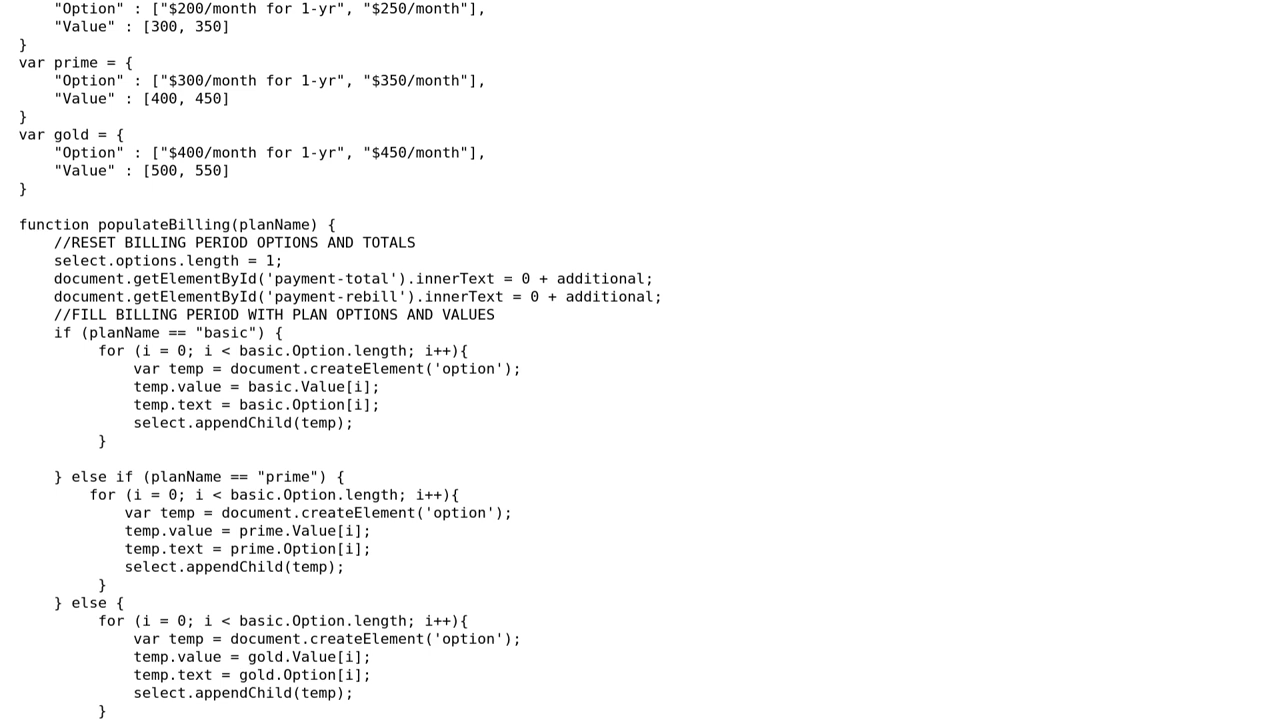 "Option" : ["$200/month for 1-yr", "$250/month"],
"Value" : [300, 350]
}
var prime = {
"Option" : ["$300/month for 1-yr", "$350/month"],
"Value" : [400, 450]
}
var gold = {
"Option" : ["$400/month for 1-yr", "$450/month"],
"Value" : [500, 550]
}
function populateBilling(planName) {
//RESET BILLING PERIOD OPTIONS AND TOTALS
select.options.length = 1;
document.getElementById('payment-total').innerText = 0 + additional;
document.getElementById('payment-rebill').innerText = 0 + additional;
//FILL BILLING PERIOD WITH PLAN OPTIONS AND VALUES
if (planName == "basic") {
for (i = 0; i < basic.Option.length; i++){
var temp = document.createElement('option');
temp.value = basic.Value[i];
temp.text = basic.Option[i];
select.appendChild(temp);
}
} else if (planName == "prime") {
for (i = 0; i < basic.Option.length; i++){
var temp = document.createElement('option');
temp.value = prime.Value[i];
temp.text = prime.Option[i];
select.appendChild(temp);
}
} else {
for (i = 0; i < basic.Option.length; i++){
var temp = document.createElement('option');
temp.value = gold.Value[i];
temp.text = gold.Option[i];
select.appendChild(temp);
}